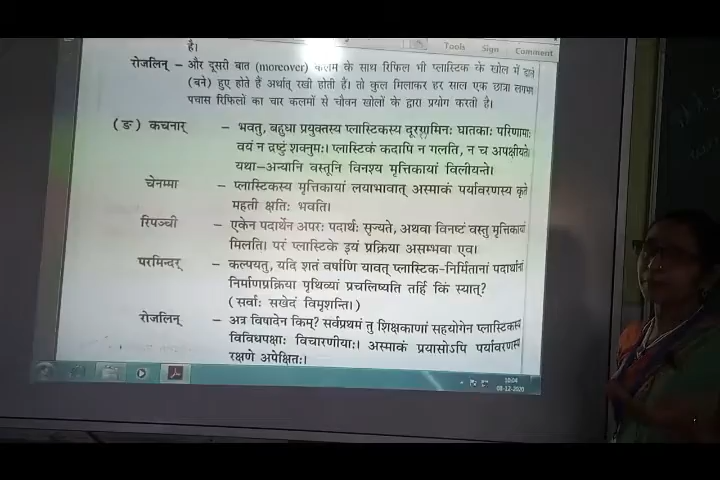 है।
Tools Sign Comment
रोजलिन् – और दूसरी बात (moreover) कलम के साथ रिफिल भी प्लास्टिक के खोल में
(बने) हुए होते हैं अर्थात् रखी होती हैं। तो कुल मिलाकर हर साल एक छात्रा लगभग
पचास रिफिलों का चार कलमों से चौवन खोलों के द्वारा प्रयोग करती है।
(ङ) कचनार् – भवतु, बहुधा प्रयुक्तस्य प्लास्टिकस्य दूरगामिनः घातकाः परिणामाः
वयं न द्रष्टुं शक्नुमः। प्लास्टिकं कदापि न गलति, न च अपक्षीयते।
यथा–अन्यानि वस्तूनि विनश्य मृत्तिकायां विलीयन्ते।
चेनम्मा – प्लास्टिकस्य मृत्तिकायां लयाभावात् अस्माकं पर्यावरणस्य कृते
महती क्षतिः भवति।
रिपञ्ची – एकेन पदार्थेन अपरः पदार्थः सृज्यते, अथवा विनष्टं वस्तु मृत्तिकायां
मिलति। परं प्लास्टिके इयं प्रक्रिया असम्भवा एव।
परमिन्दर् – कल्पयतु, यदि शतं वर्षाणि यावत् प्लास्टिक-निर्मितानां पदार्थानां
निर्माणप्रक्रिया पृथिव्यां प्रचलिष्यति तर्हि किं स्यात्?
(सर्वाः सखेदं विमृशन्ति।)
रोजलिन् – अत्र विषादेन किम्? सर्वप्रथमं तु शिक्षकाणां सहयोगेन प्लास्टिकस्य
विविधपक्षाः विचारणीयाः। अस्माकं प्रयासोऽपि पर्यावरणस्य
रक्षणे अपेक्षितः।
10:04
08-12-2020